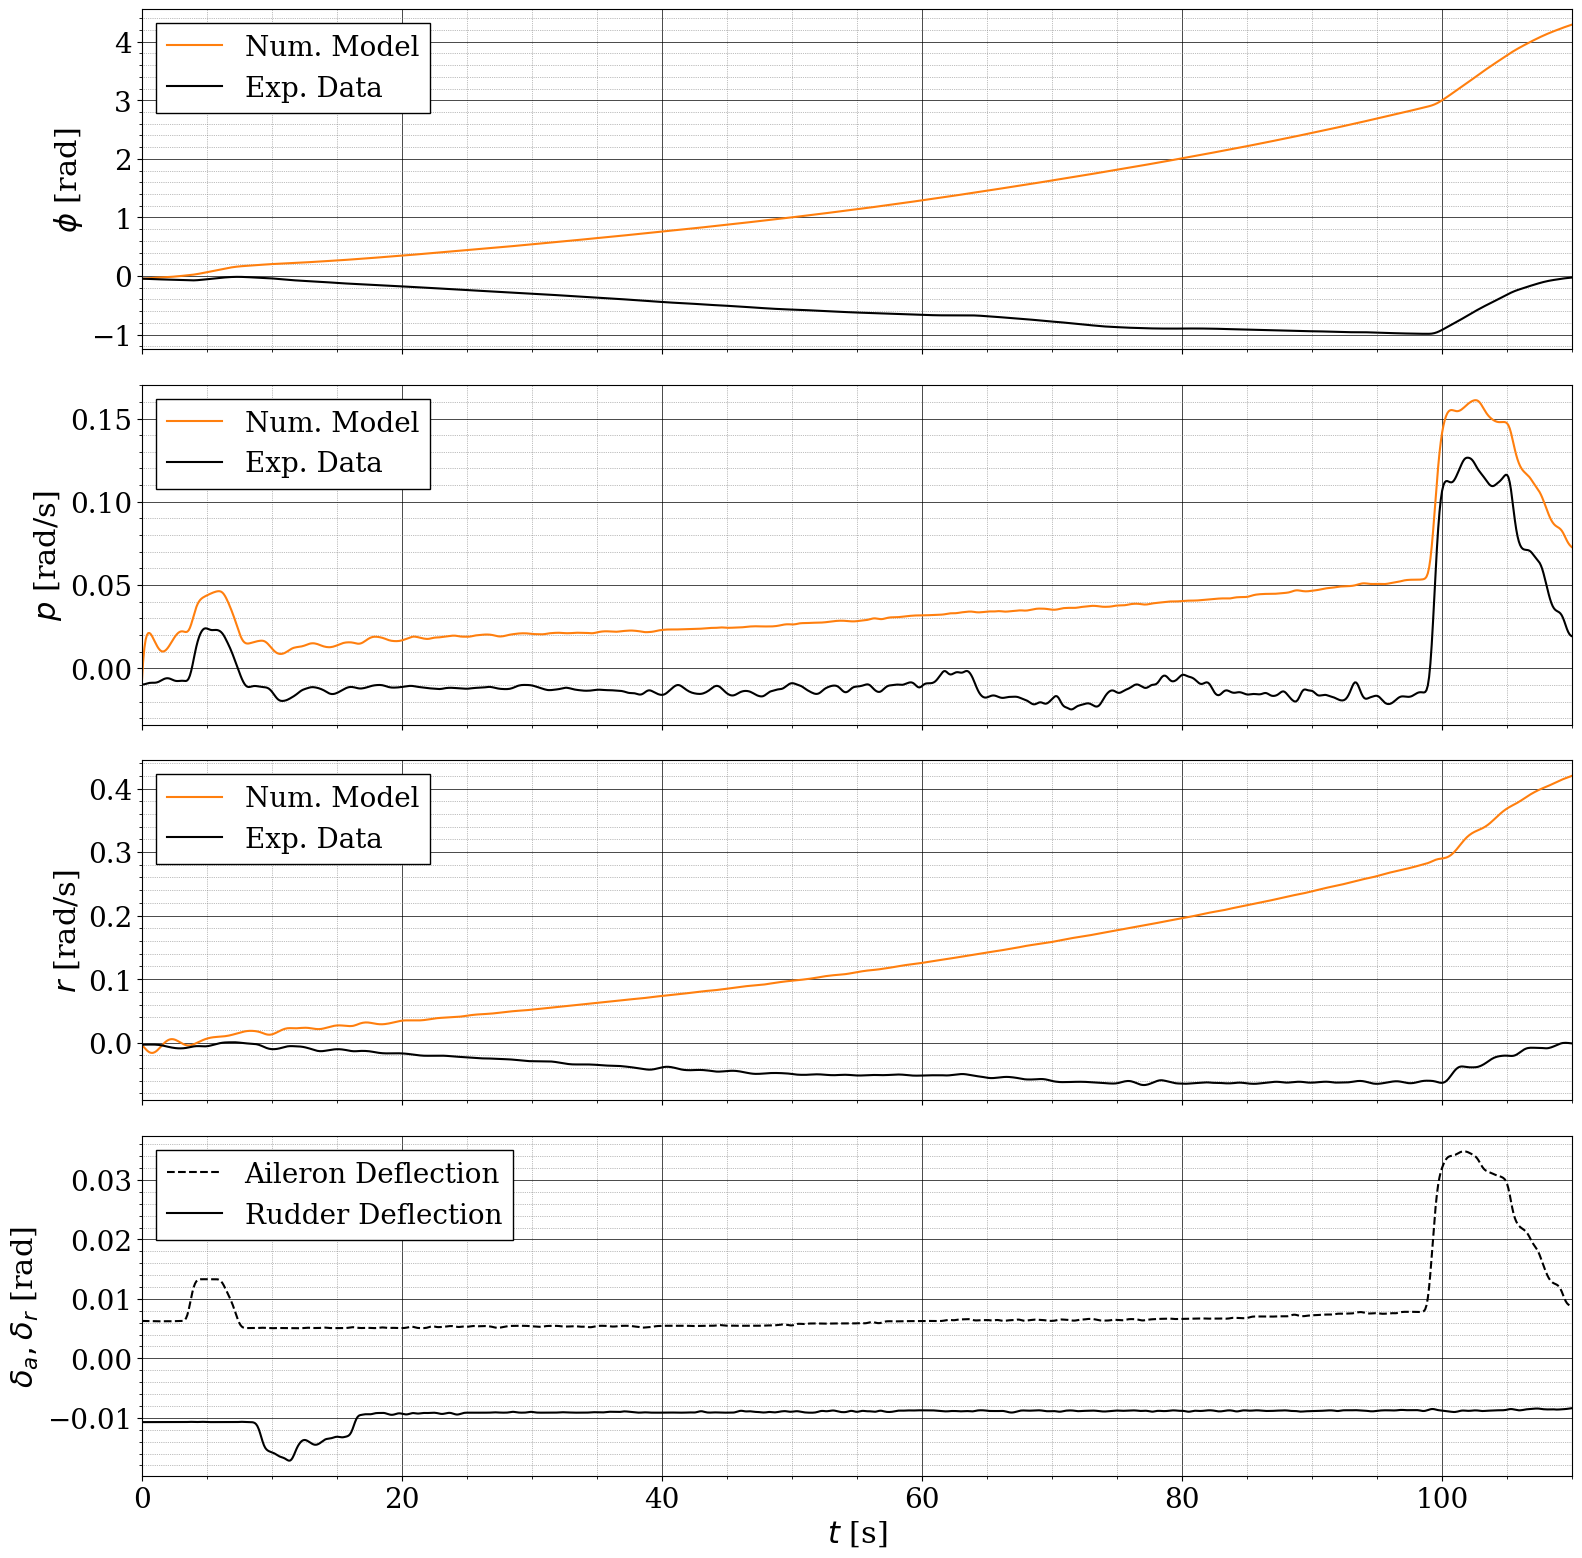 Num. Model
Exp. Data
ϕ [rad]
4
3
2
1
0
−1
Num. Model
Exp. Data
p [rad/s]
0.15
0.10
0.05
0.00
Num. Model
Exp. Data
r [rad/s]
0.4
0.3
0.2
0.1
0.0
Aileron Deflection
Rudder Deflection
δₐ, δᵣ [rad]
0.03
0.02
0.01
0.00
−0.01
0 20 40 60 80 100
t [s]